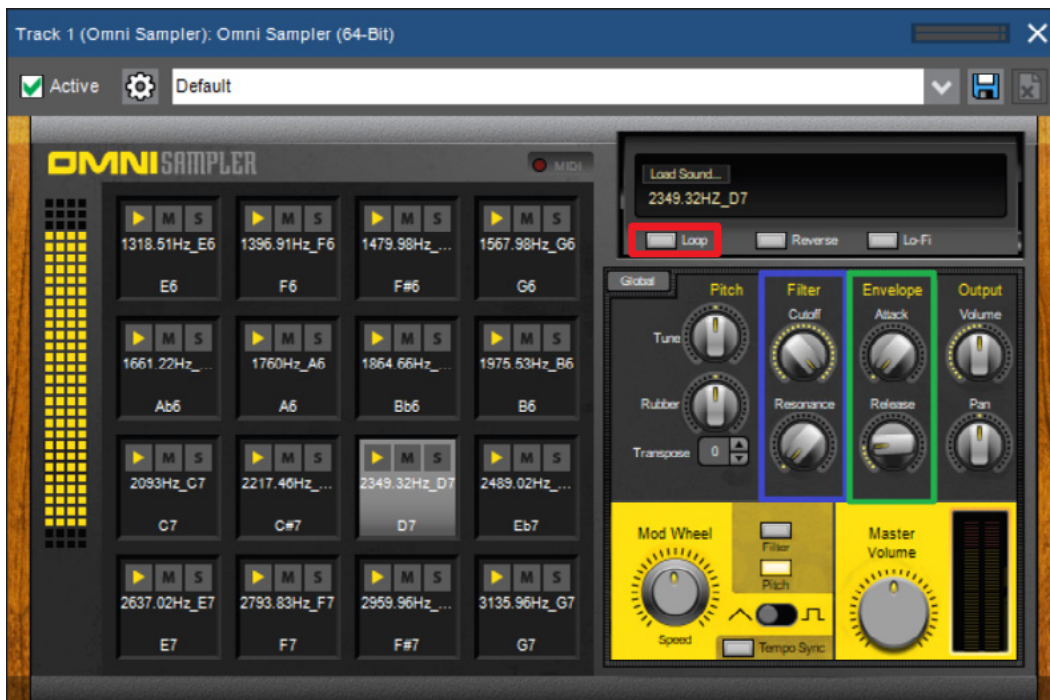 Track 1 (Omni Sampler): Omni Sampler (64-Bit)
Active
Default
OMNISAMPLER
MIDI
Load Sound...
2349.32HZ_D7
Loop Reverse Lo-Fi
M S M S M S M S
1318.51Hz_E6 1396.91Hz_F6 1479.98Hz_... 1567.98Hz_G6
E6 F6 F#6 G6
M S M S M S M S
1661.22Hz_... 1760Hz_A6 1864.66Hz_... 1975.53Hz_B6
Ab6 A6 Bb6 B6
M S M S M S M S
2093Hz_C7 2217.46Hz_... 2349.32Hz_D7 2489.02Hz_...
C7 C#7 D7 Eb7
M S M S M S M S
2637.02Hz_E7 2793.83Hz_F7 2959.96Hz_... 3135.96Hz_G7
E7 F7 F#7 G7
Global
Pitch Filter Envelope Output
Tune Cutoff Attack Volume
Rubber Resonance Release Pan
Transpose 0
Mod Wheel
Speed
Filter
Pitch
Tempo Sync
Master
Volume